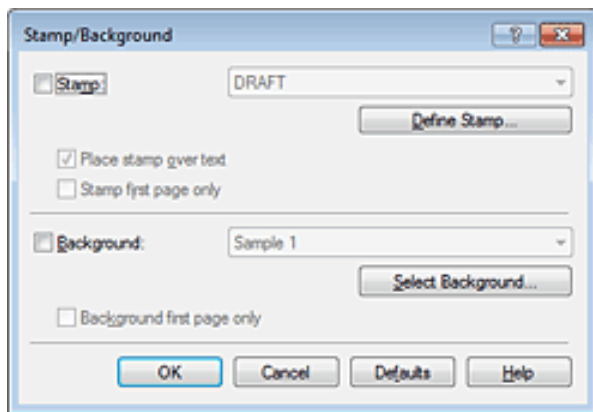 Stamp/Background
Stamp: DRAFT
Define Stamp...
Place stamp over text
Stamp first page only
Background: Sample 1
Select Background...
Background first page only
OK Cancel Defaults Help